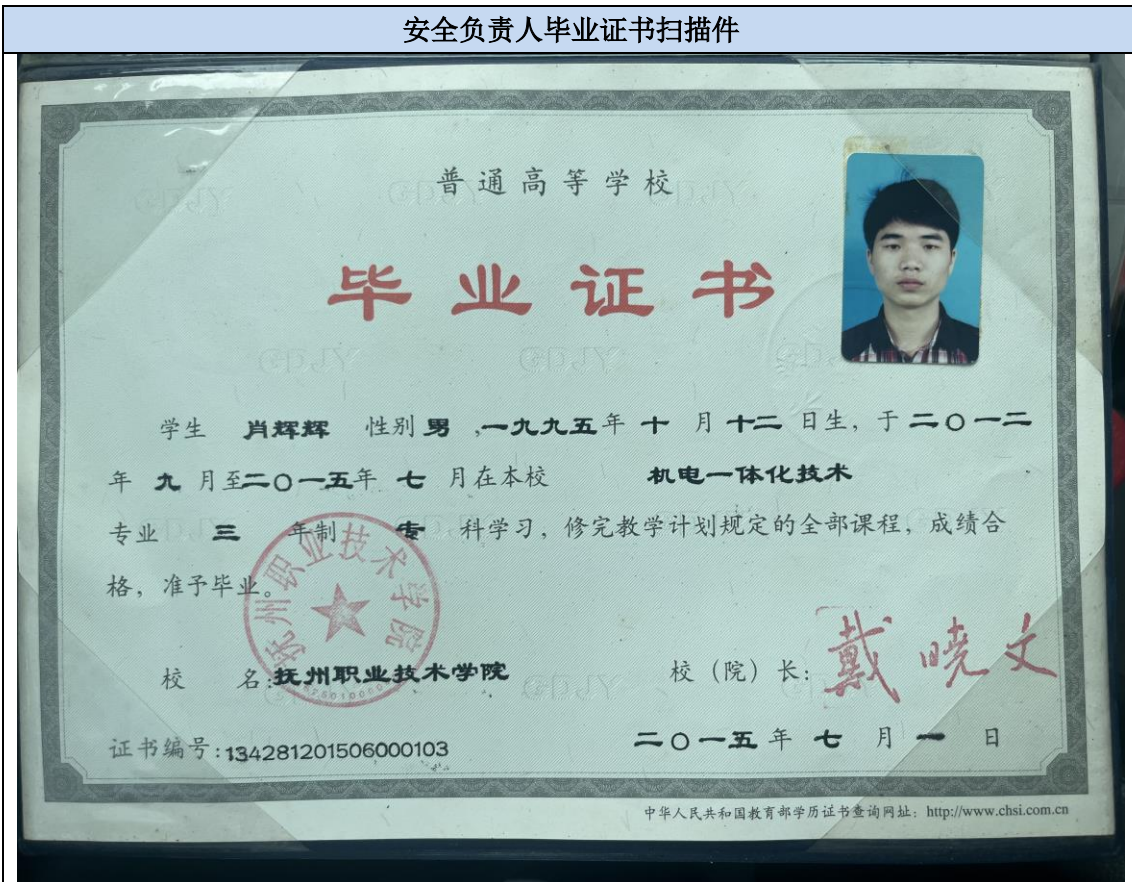 安全负责人毕业证书扫描件
普通高等学校
毕业证书
学生 肖辉辉 性别 男 ,一九九五年 十 月 十二 日生，于 二〇一二
年 九 月至二〇一五年 七 月在本校 机电一体化技术
专业 三 年制 专 科学习，修完教学计划规定的全部课程，成绩合
格，准予毕业。
抚州职业技术学院
校 名:抚州职业技术学院 校（院）长: 戴晓文
证书编号:134281201506000103 二〇一五年 七 月 一 日
中华人民共和国教育部学历证书查询网址：http://www.chsi.com.cn